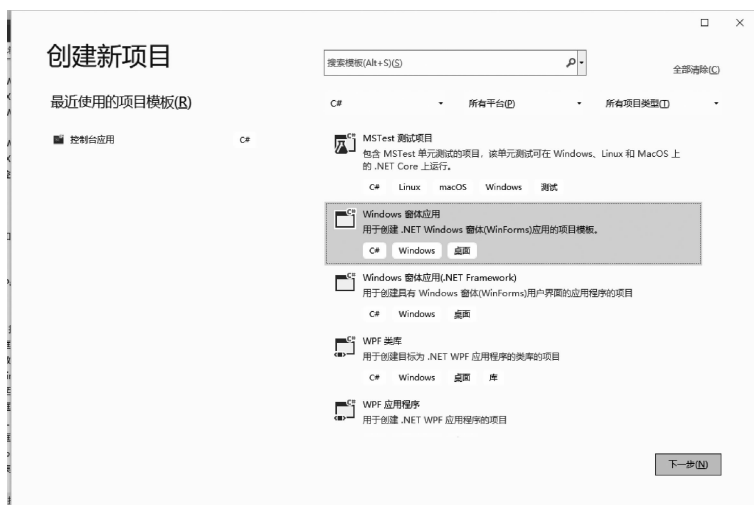 创建新项目
搜索模板(Alt+S)(S)
全部清除(C)
最近使用的项目模板(R)
C#
所有平台(P)
所有项目类型(T)
控制台应用
C#
MSTest 测试项目
包含 MSTest 单元测试的项目，该单元测试可在 Windows、Linux 和 MacOS 上
的 .NET Core 上运行。
C# Linux macOS Windows 测试
Windows 窗体应用
用于创建 .NET Windows 窗体(WinForms)应用的项目模板。
C# Windows 桌面
Windows 窗体应用(.NET Framework)
用于创建具有 Windows 窗体(WinForms)用户界面的应用程序的项目
C# Windows 桌面
WPF 类库
用于创建目标为 .NET WPF 应用程序的类库的项目
C# Windows 桌面 库
WPF 应用程序
用于创建 .NET WPF 应用程序的项目
下一步(N)